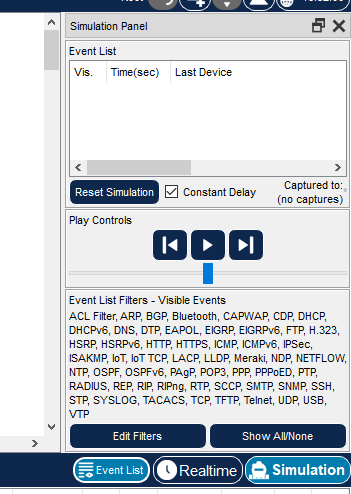 Simulation Panel
Event List
Vis. Time(sec) Last Device
Reset Simulation Constant Delay Captured to:
(no captures)
Play Controls
Event List Filters - Visible Events
ACL Filter, ARP, BGP, Bluetooth, CAPWAP, CDP, DHCP,
DHCPv6, DNS, DTP, EAPOL, EIGRP, EIGRPv6, FTP, H.323,
HSRP, HSRPv6, HTTP, HTTPS, ICMP, ICMPv6, IPSec,
ISAKMP, IoT, IoT TCP, LACP, LLDP, Meraki, NDP, NETFLOW,
NTP, OSPF, OSPFv6, PAgP, POP3, PPP, PPPoED, PTP,
RADIUS, REP, RIP, RIPng, RTP, SCCP, SMTP, SNMP, SSH,
STP, SYSLOG, TACACS, TCP, TFTP, Telnet, UDP, USB,
VTP
Edit Filters Show All/None
Event List Realtime Simulation